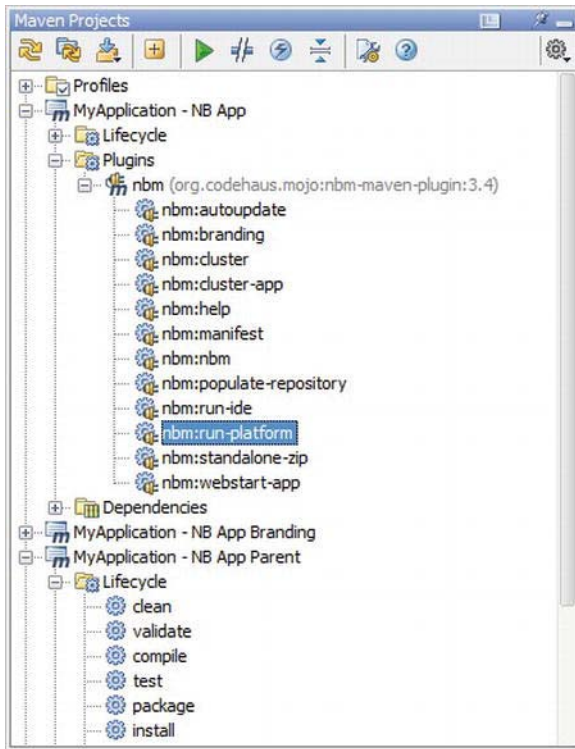 Maven Projects
Profiles
MyApplication - NB App
Lifecycle
Plugins
nbm (org.codehaus.mojo:nbm-maven-plugin:3.4)
nbm:autoupdate
nbm:branding
nbm:cluster
nbm:cluster-app
nbm:help
nbm:manifest
nbm:nbm
nbm:populate-repository
nbm:run-ide
nbm:run-platform
nbm:standalone-zip
nbm:webstart-app
Dependencies
MyApplication - NB App Branding
MyApplication - NB App Parent
Lifecycle
clean
validate
compile
test
package
install